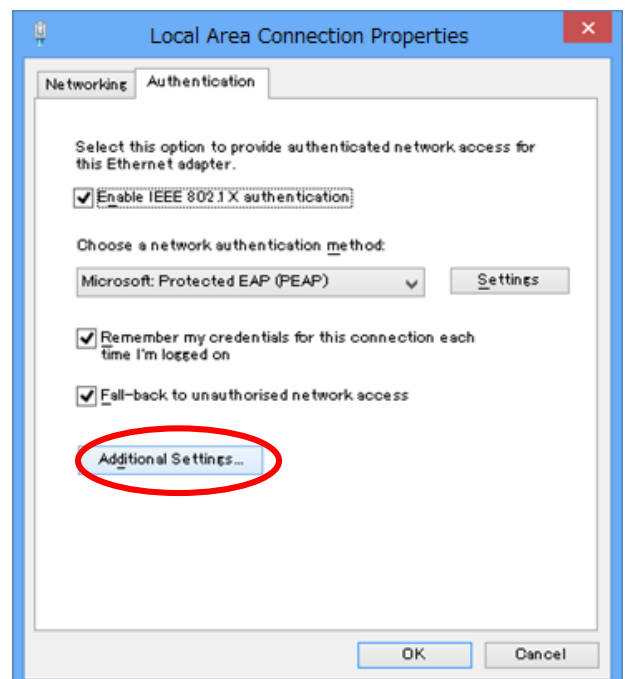 Local Area Connection Properties
Networking
Authentication
Select this option to provide authenticated network access for
this Ethernet adapter.
Enable IEEE 802.1X authentication
Choose a network authentication method:
Microsoft: Protected EAP (PEAP)
Settings
Remember my credentials for this connection each
time I'm logged on
Fall-back to unauthorised network access
Additional Settings...
OK
Cancel